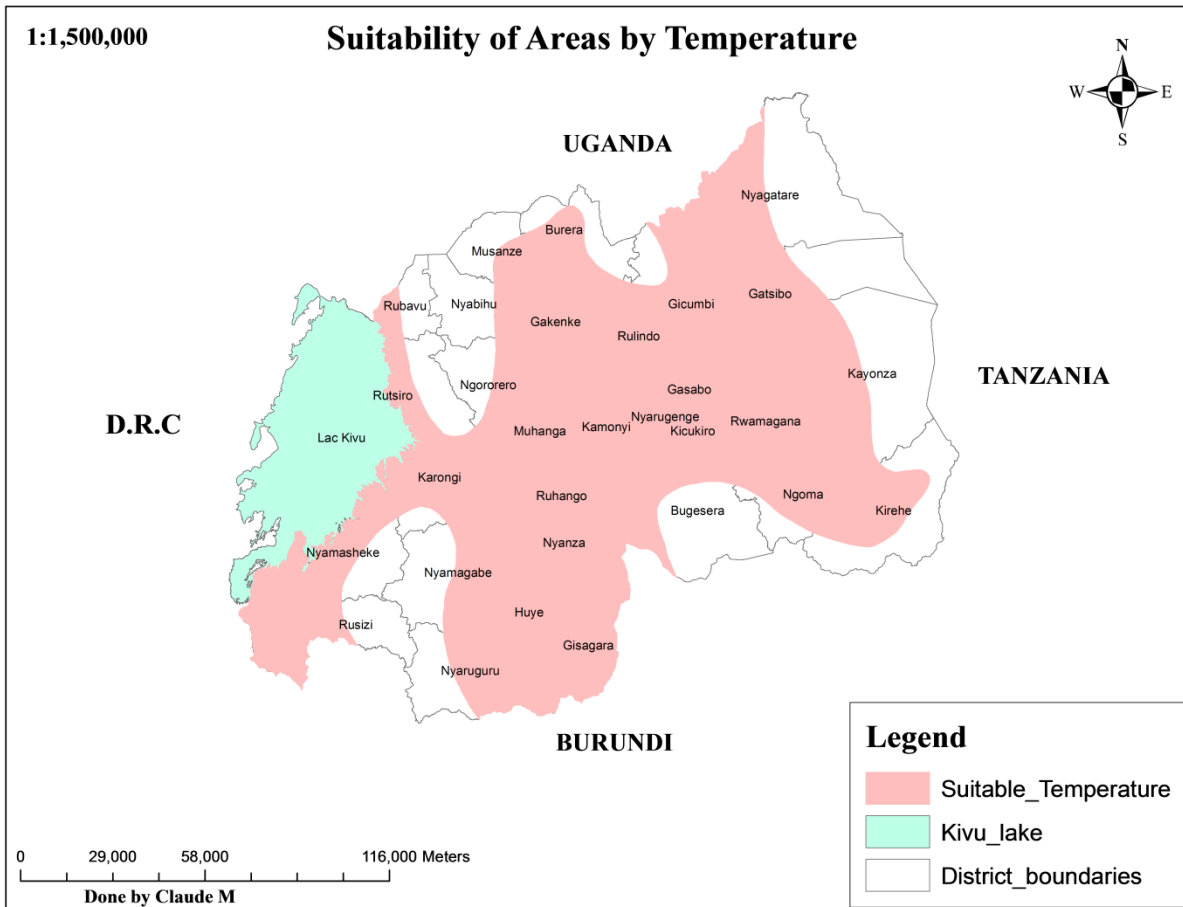 1:1,500,000
Suitability of Areas by Temperature
N
W
E
S
UGANDA
Nyagatare
Burera
Musanze
Rubavu
Nyabihu
Gatsibo
Gicumbi
Gakenke
Rulindo
TANZANIA
Kayonza
Ngororero
Gasabo
Rutsiro
D.R.C
Nyarugenge
Rwamagana
Kamonyi
Kicukiro
Muhanga
Lac Kivu
Karongi
Ruhango
Ngoma
Bugesera
Kirehe
Nyanza
Nyamasheke
Nyamagabe
Huye
Rusizi
Gisagara
Nyaruguru
BURUNDI
Legend
Suitable_Temperature
Kivu_lake
District_boundaries
0 29,000 58,000 116,000 Meters
Done by Claude M